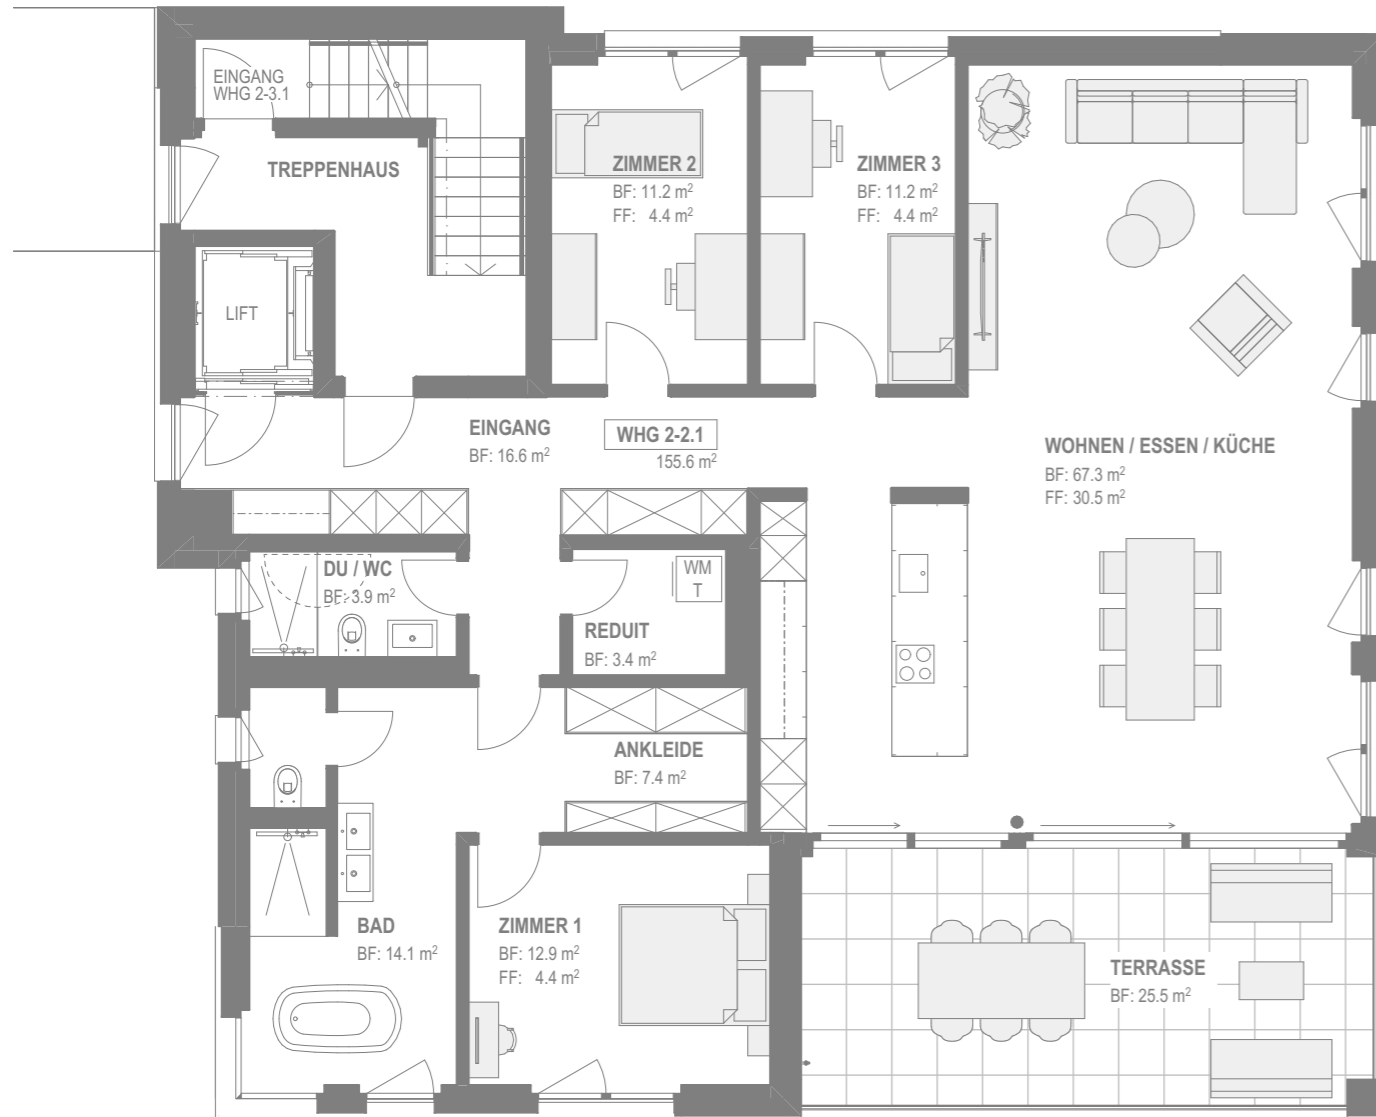 EINGANG
WHG 2-3.1
TREPPENHAUS
LIFT
ZIMMER 2
BF: 11.2 m²
FF: 4.4 m²
ZIMMER 3
BF: 11.2 m²
FF: 4.4 m²
EINGANG
BF: 16.6 m²
WHG 2-2.1
155.6 m²
WOHNEN / ESSEN / KÜCHE
BF: 67.3 m²
FF: 30.5 m²
DU / WC
BF: 3.9 m²
WM
T
REDUIT
BF: 3.4 m²
ANKLEIDE
BF: 7.4 m²
BAD
BF: 14.1 m²
ZIMMER 1
BF: 12.9 m²
FF: 4.4 m²
TERRASSE
BF: 25.5 m²